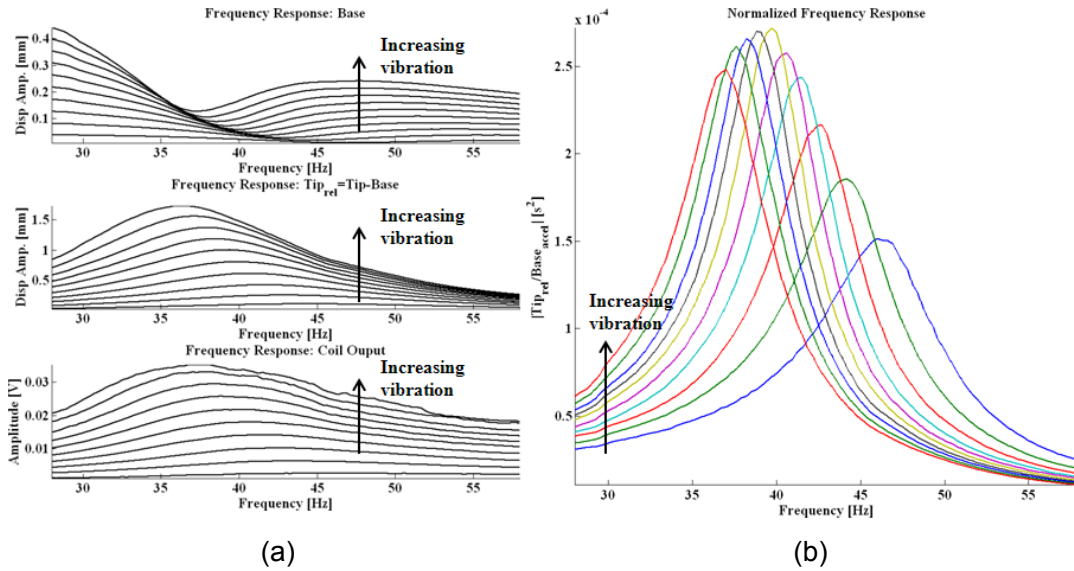 Frequency Response: Base
Disp Amp. [mm]
0.4
0.3
0.2
0.1
Increasing
vibration
30 35 40 45 50 55
Frequency [Hz]
Frequency Response: Tip_rel=Tip-Base
Disp Amp. [mm]
1.5
1
0.5
Increasing
vibration
30 35 40 45 50 55
Frequency [Hz]
Frequency Response: Coil Ouput
Amplitude [V]
0.03
0.02
0.01
Increasing
vibration
30 35 40 45 50 55
Frequency [Hz]
(a)
x 10^-4
Normalized Frequency Response
|Tip_rel/Base_accel| [s^2]
2.5
2
1.5
1
0.5
Increasing
vibration
30 35 40 45 50 55
Frequency [Hz]
(b)